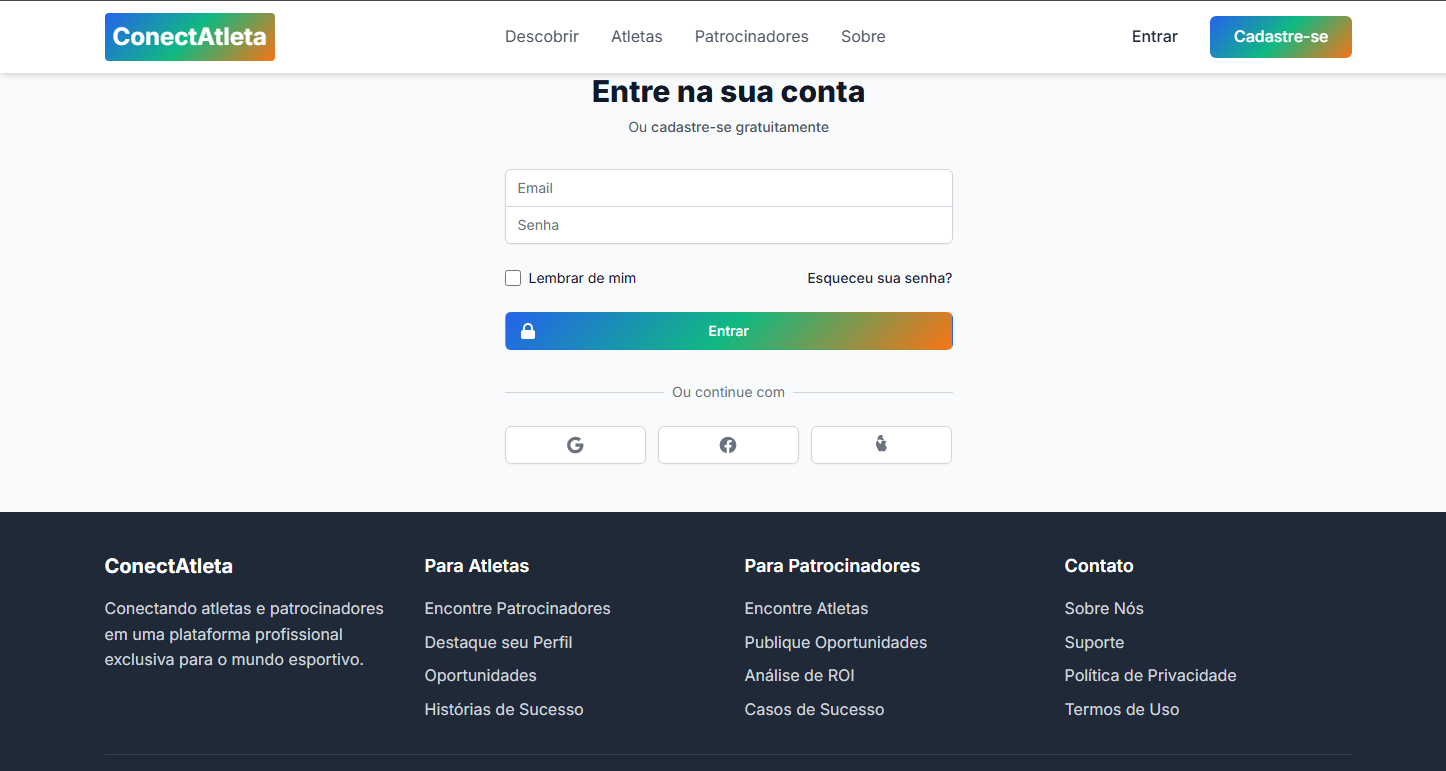 ConectAtleta
Descobrir
Atletas
Patrocinadores
Sobre
Entrar
Cadastre-se
Entre na sua conta
Ou cadastre-se gratuitamente
Email
Senha
Lembrar de mim
Esqueceu sua senha?
Entrar
Ou continue com
ConectAtleta
Conectando atletas e patrocinadores
em uma plataforma profissional
exclusiva para o mundo esportivo.
Para Atletas
Encontre Patrocinadores
Destaque seu Perfil
Oportunidades
Histórias de Sucesso
Para Patrocinadores
Encontre Atletas
Publique Oportunidades
Análise de ROI
Casos de Sucesso
Contato
Sobre Nós
Suporte
Política de Privacidade
Termos de Uso